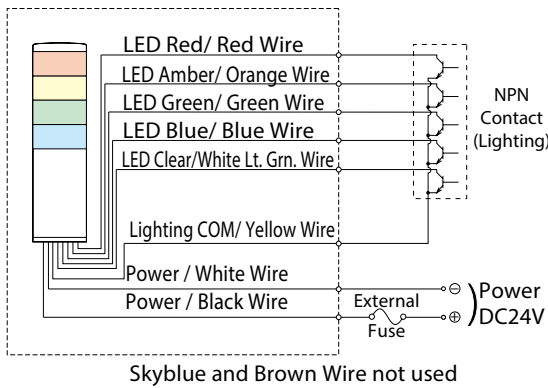 LED Red/ Red Wire
LED Amber/ Orange Wire
LED Green/ Green Wire
LED Blue/ Blue Wire
LED Clear/White Lt. Grn. Wire
NPN
Contact
(Lighting)
Lighting COM/ Yellow Wire
Power / White Wire
Power / Black Wire
External
Fuse
⊖
⊕
Power
DC24V
Skyblue and Brown Wire not used